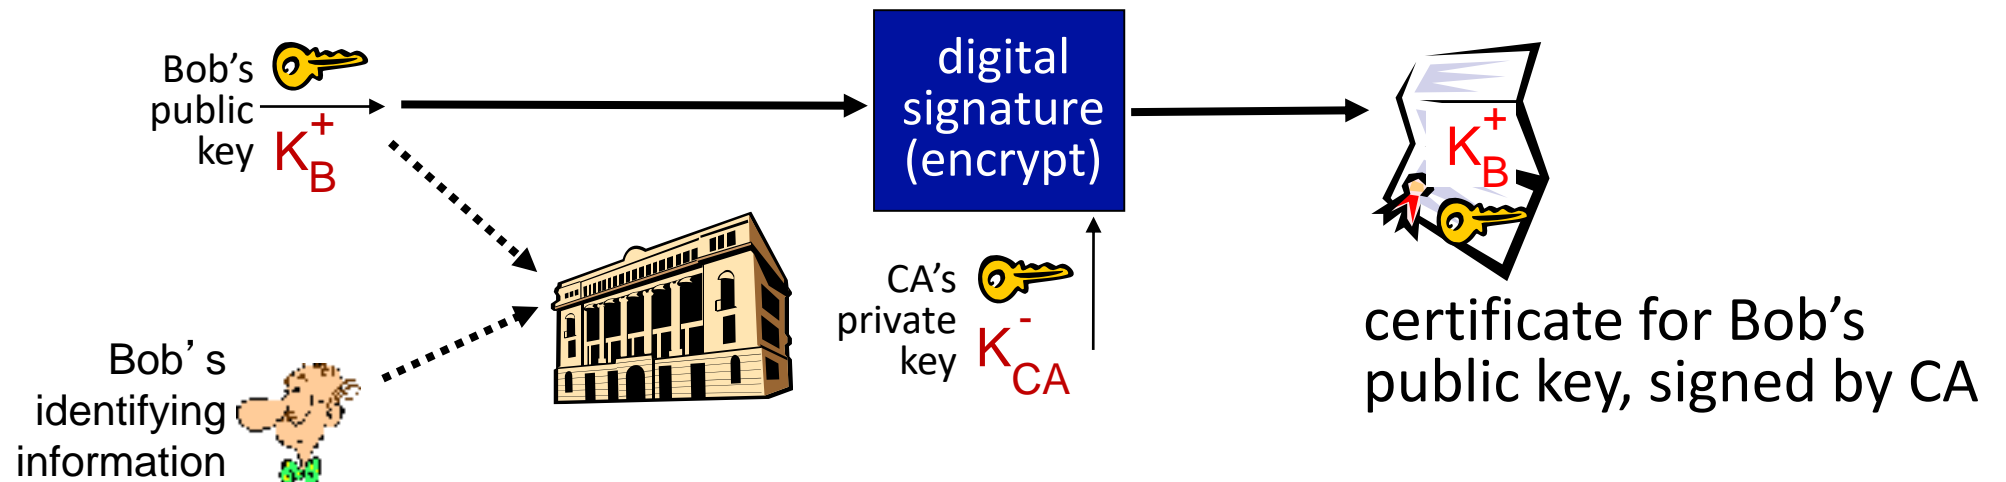 Bob's
public
key
K+B
digital
signature
(encrypt)
K+B
CA's
private
key
K-CA
certificate for Bob's
public key, signed by CA
Bob's
identifying
information